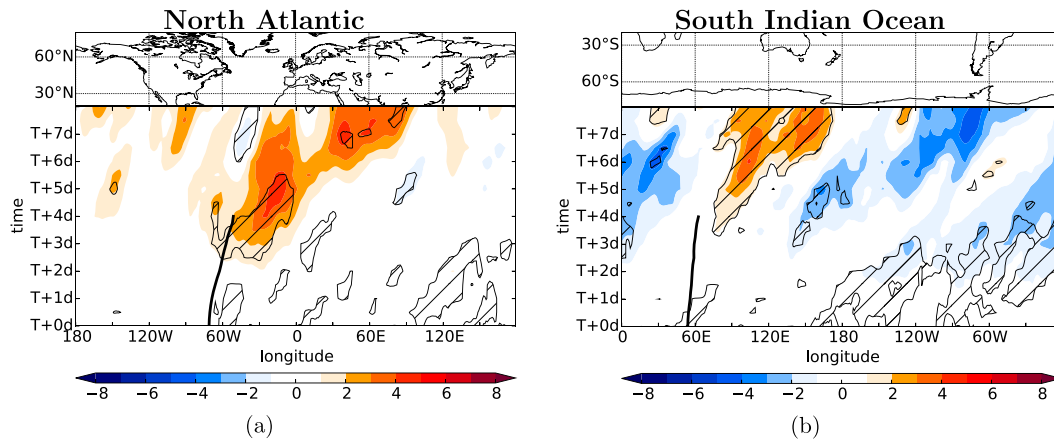 North Atlantic
60°N
30°N
T+7d
T+6d
T+5d
T+4d
T+3d
T+2d
T+1d
T+0d
time
180 120W 60W 0 60E 120E
longitude
−8 −6 −4 −2 0 2 4 6 8
(a)
South Indian Ocean
30°S
60°S
T+7d
T+6d
T+5d
T+4d
T+3d
T+2d
T+1d
T+0d
time
0 60E 120E 180 120W 60W
longitude
−8 −6 −4 −2 0 2 4 6 8
(b)